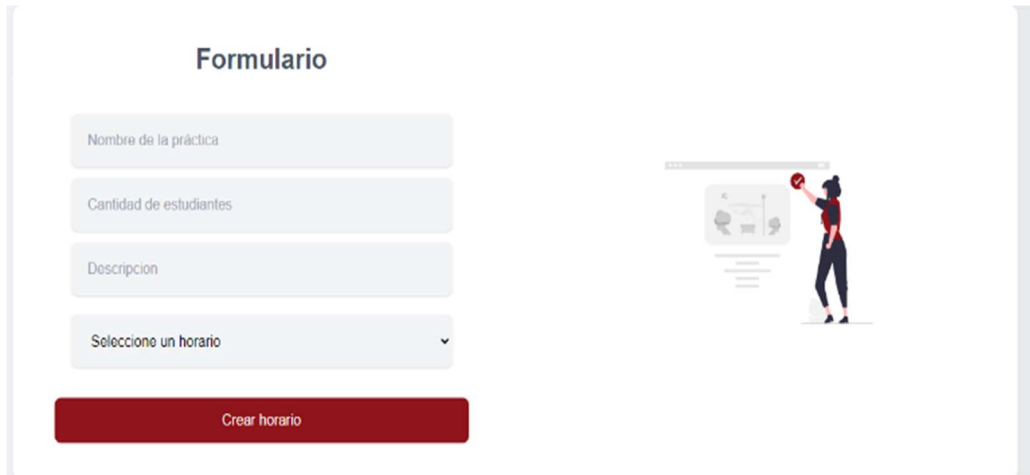 Formulario
Nombre de la práctica
Cantidad de estudiantes
Descripcion
Seleccione un horario
Crear horario